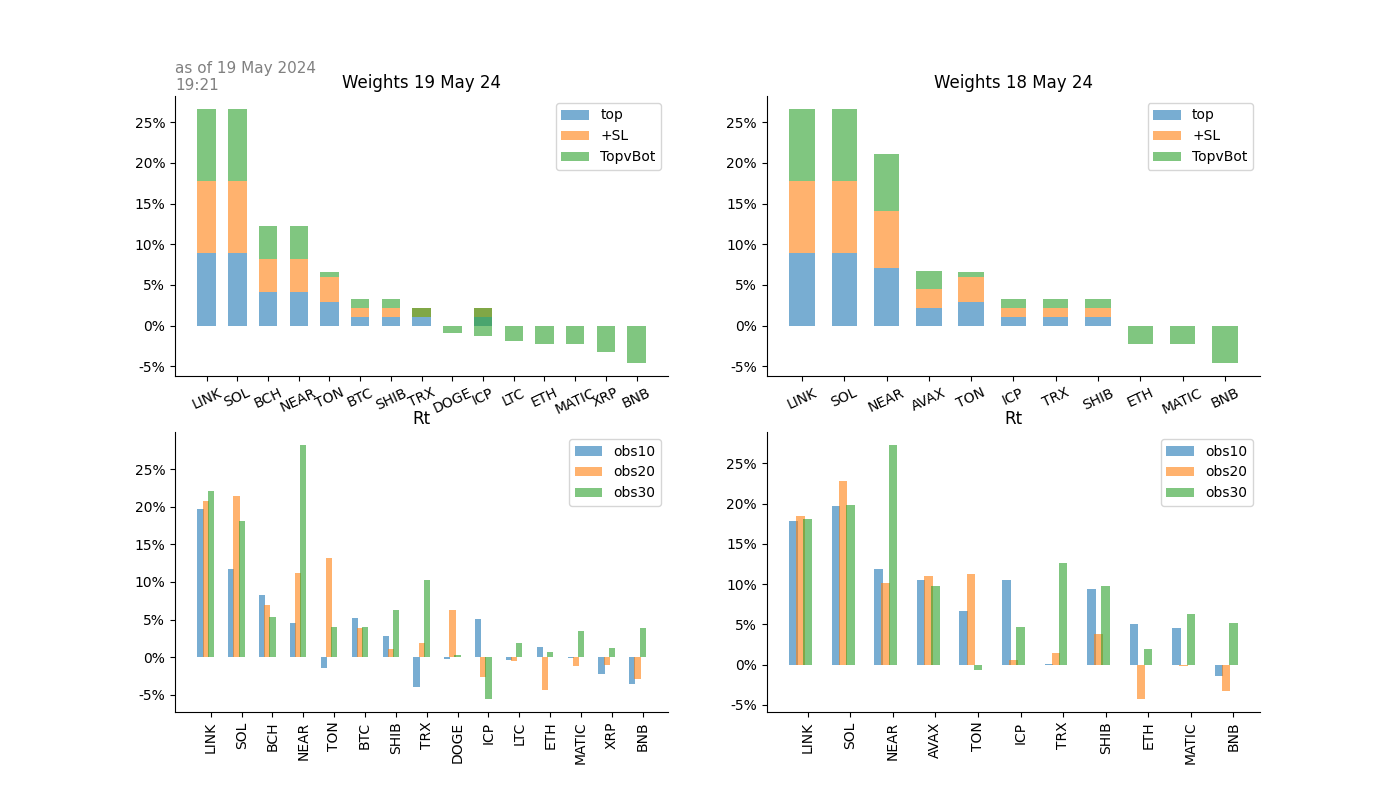 as of 19 May 2024
19:21
Weights 19 May 24
25%
20%
15%
10%
5%
0%
-5%
top
+SL
TopvBot
LINK SOL BCH NEAR TON BTC SHIB TRX DOGE ICP LTC ETH MATIC XRP BNB
Weights 18 May 24
25%
20%
15%
10%
5%
0%
-5%
top
+SL
TopvBot
LINK SOL NEAR AVAX TON ICP TRX SHIB ETH MATIC BNB
Rt
25%
20%
15%
10%
5%
0%
-5%
obs10
obs20
obs30
LINK SOL BCH NEAR TON BTC SHIB TRX DOGE ICP LTC ETH MATIC XRP BNB
Rt
25%
20%
15%
10%
5%
0%
-5%
obs10
obs20
obs30
LINK SOL NEAR AVAX TON ICP TRX SHIB ETH MATIC BNB